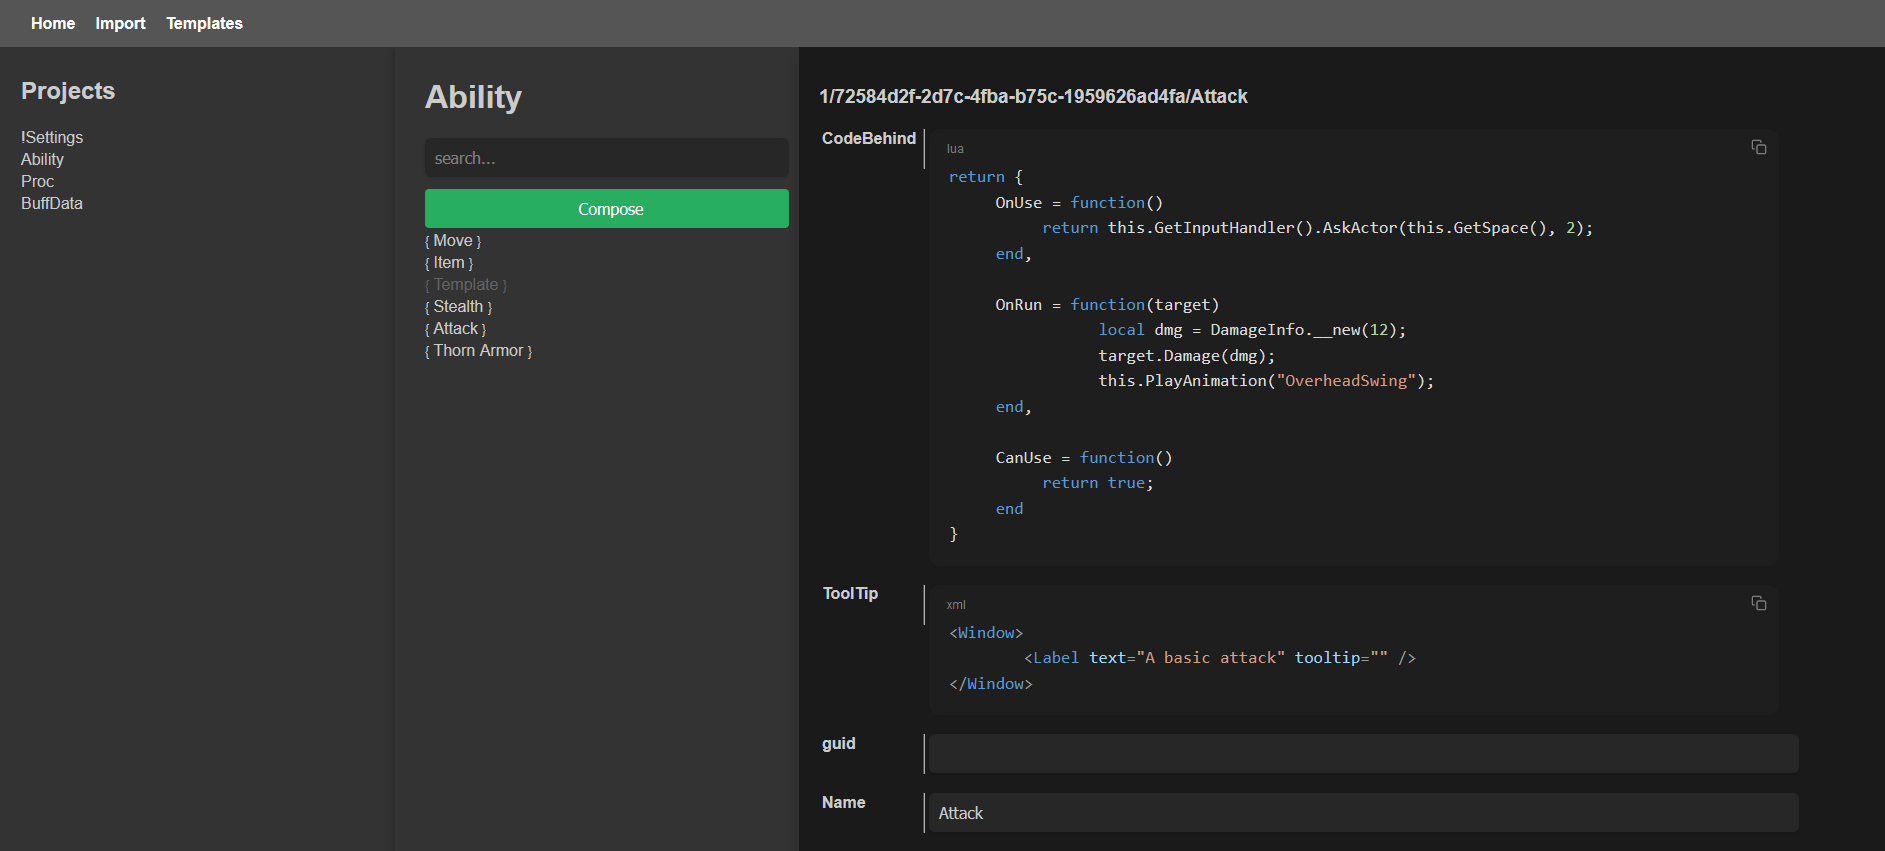 Home Import Templates
Projects
!Settings
Ability
Proc
BuffData
Ability
search...
Compose
{ Move }
{ Item }
{ Template }
{ Stealth }
{ Attack }
{ Thorn Armor }
1/72584d2f-2d7c-4fba-b75c-1959626ad4fa/Attack
CodeBehind
lua
return {
OnUse = function()
return this.GetInputHandler().AskActor(this.GetSpace(), 2);
end,
OnRun = function(target)
local dmg = DamageInfo.__new(12);
target.Damage(dmg);
this.PlayAnimation("OverheadSwing");
end,
CanUse = function()
return true;
end
}
ToolTip
xml
<Window>
<Label text="A basic attack" tooltip="" />
</Window>
guid
Name
Attack